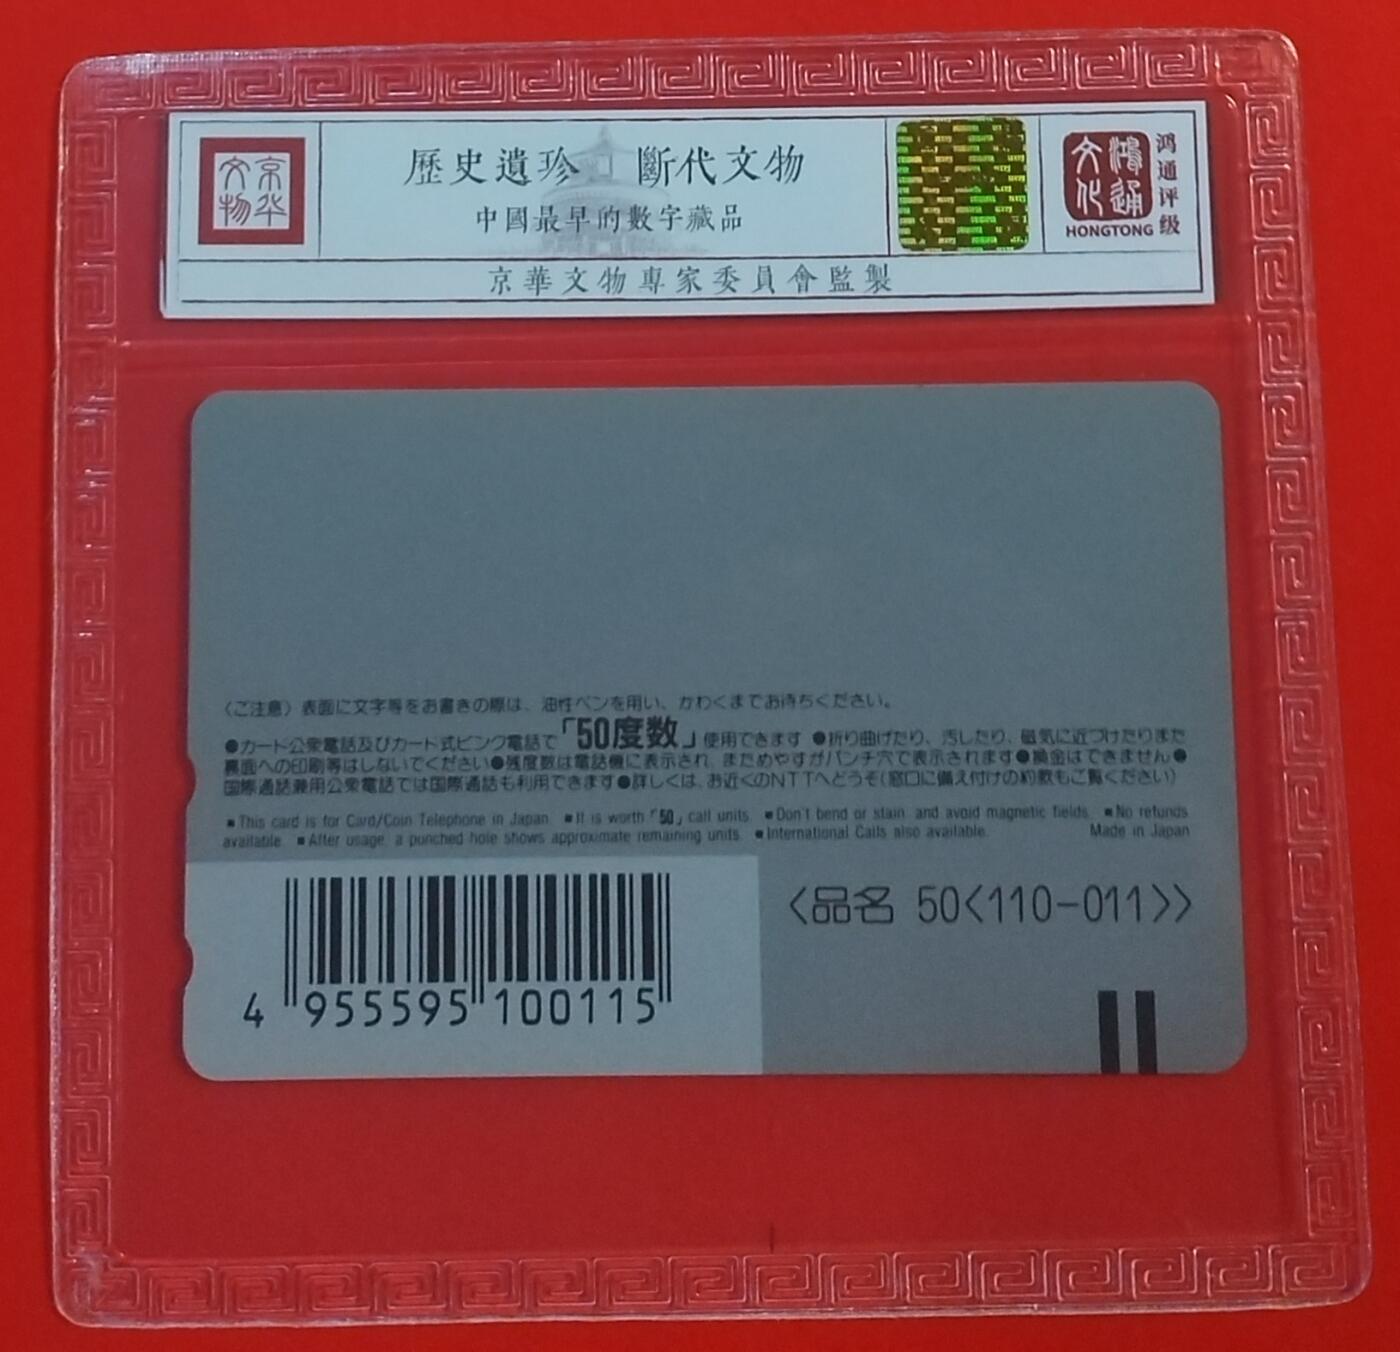 京华
文物
歷史遺珍 斷代文物
中國最早的數字藏品
京華文物專家委員會監製
鴻通
文化
HONGTONG
鸿通评级
〈ご注意〉表面に文字等をお書きの際は、油性ペンを用い、かわくまでお待ちください。
●カード公衆電話及びカード式ピンク電話で「50度数」使用できます ●折り曲げたり、汚したり、磁気に近づけたりまた
裏面への印刷等はしないでください●残度数は電話機に表示され、まためやすがパンチ穴で表示されます●換金はできません●
国際通話兼用公衆電話では国際通話も利用できます●詳しくは、お近くのNTTへどうぞ(窓口に備え付けの約款もご覧ください)
■This card is for Card/Coin Telephone in Japan. ■It is worth「50」call units. ■Don't bend or stain, and avoid magnetic fields. ■No refunds
available. ■After usage, a punched hole shows approximate remaining units. ■International Calls also available. Made in Japan
〈品名 50〈110-011〉〉
4 955595 100115